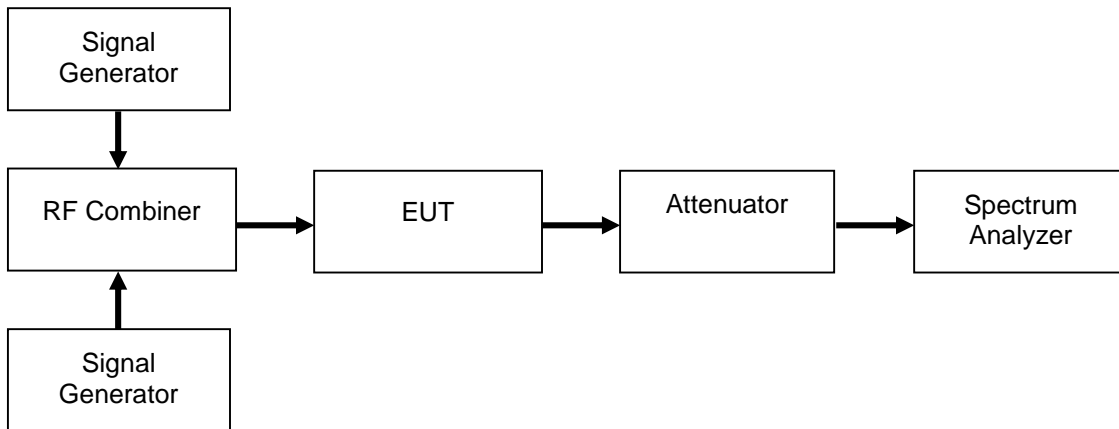 Signal
Generator
RF Combiner
EUT
Attenuator
Spectrum
Analyzer
Signal
Generator